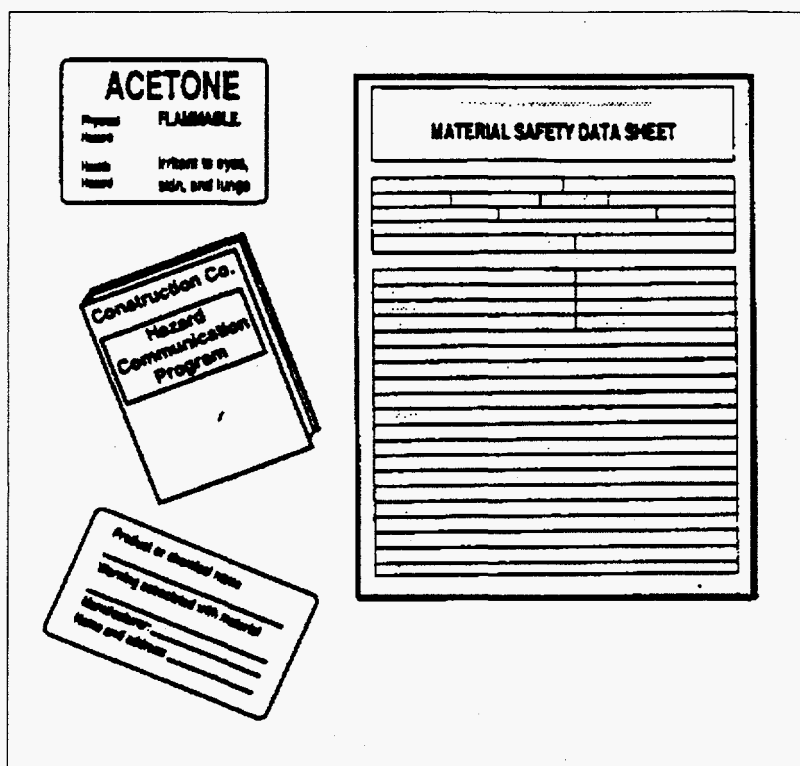 ACETONE
Physical FLAMMABLE
Hazard
Health Irritant to eyes,
Hazard skin, and lungs
MATERIAL SAFETY DATA SHEET
Construction Co.
Hazard
Communication
Program
Product or chemical name
Warning associated with material
Manufacturer:
Name and address